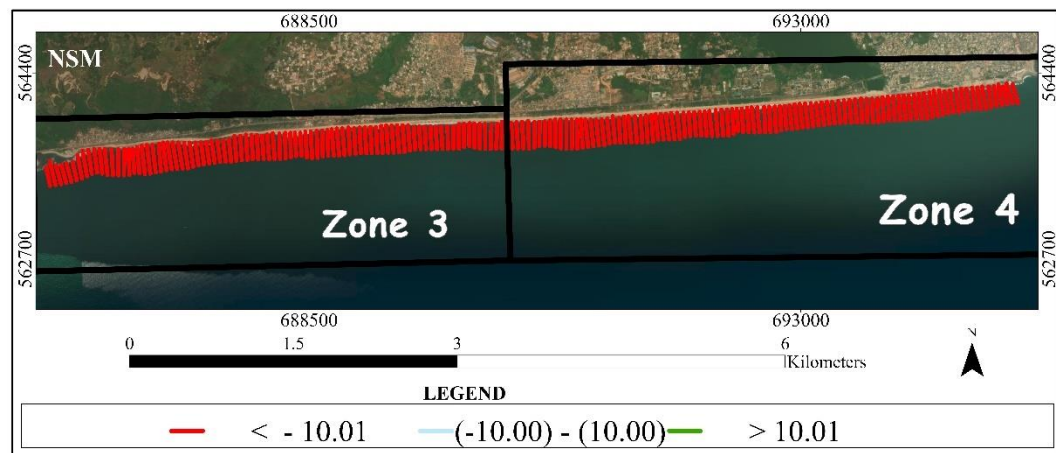 688500 693000
NSM
564400 564400
Zone 3 Zone 4
562700 562700
688500 693000
0 1.5 3 6
Kilometers
N
LEGEND
< - 10.01 (-10.00) - (10.00) > 10.01